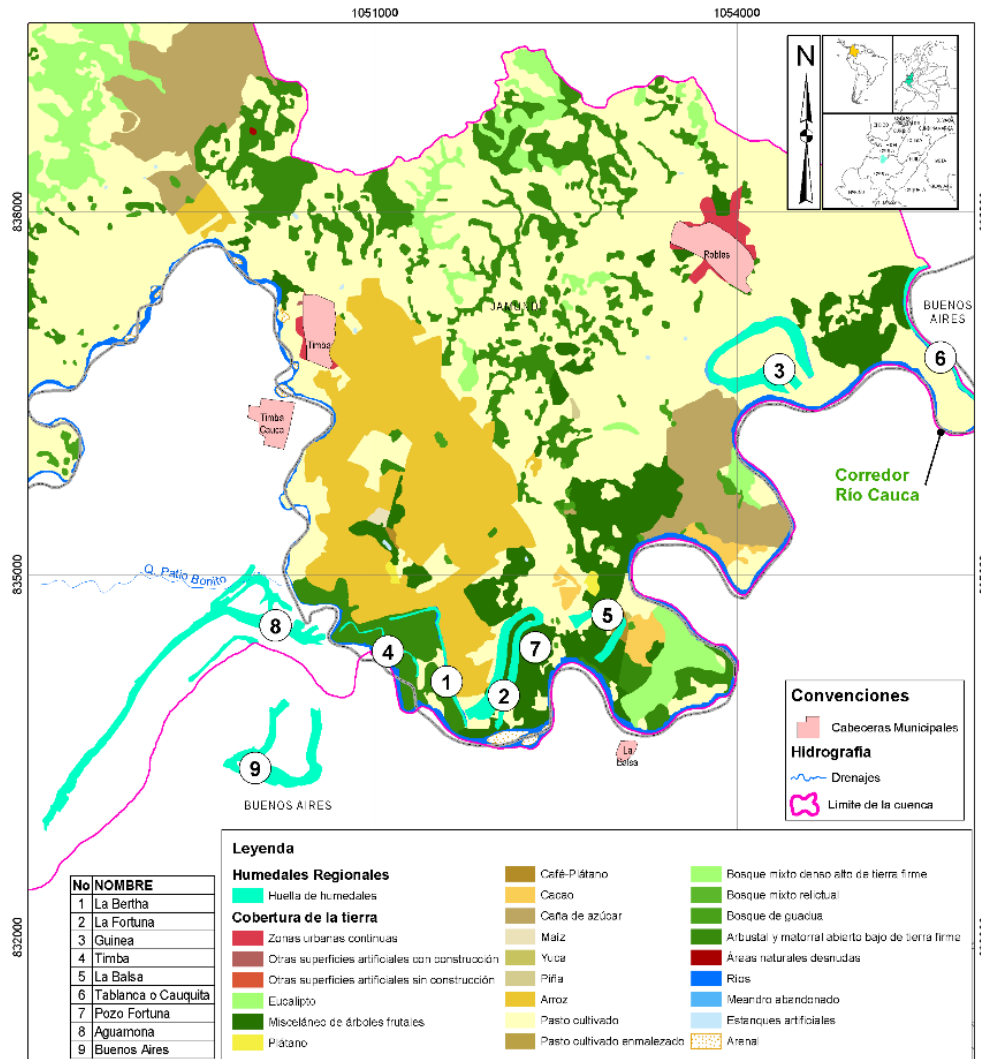 1051000
1054000
N
838000
Robles
JAMUNDI
BUENOS
AIRES
Timba
3
6
Timba
Cauca
Corredor
Río Cauca
835000
Q. Patio Bonito
8
5
4
7
1
2
La
Balsa
9
BUENOS AIRES
Convenciones
Cabeceras Municipales
Hidrografía
Drenajes
Limite de la cuenca
832000
No NOMBRE
1 La Bertha
2 La Fortuna
3 Guinea
4 Timba
5 La Balsa
6 Tablanca o Cauquita
7 Pozo Fortuna
8 Aguamona
9 Buenos Aires
Leyenda
Humedales Regionales
Huella de humedales
Cobertura de la tierra
Zonas urbanas continuas
Otras superficies artificiales con construcción
Otras superficies artificiales sin construcción
Eucalipto
Misceláneo de árboles frutales
Plátano
Café-Plátano
Cacao
Caña de azúcar
Maíz
Yuca
Piña
Arroz
Pasto cultivado
Pasto cultivado enmalezado
Bosque mixto denso alto de tierra firme
Bosque mixto relictual
Bosque de guadua
Arbustal y matorral abierto bajo de tierra firme
Áreas naturales desnudas
Rios
Meandro abandonado
Estanques artificiales
Arenal